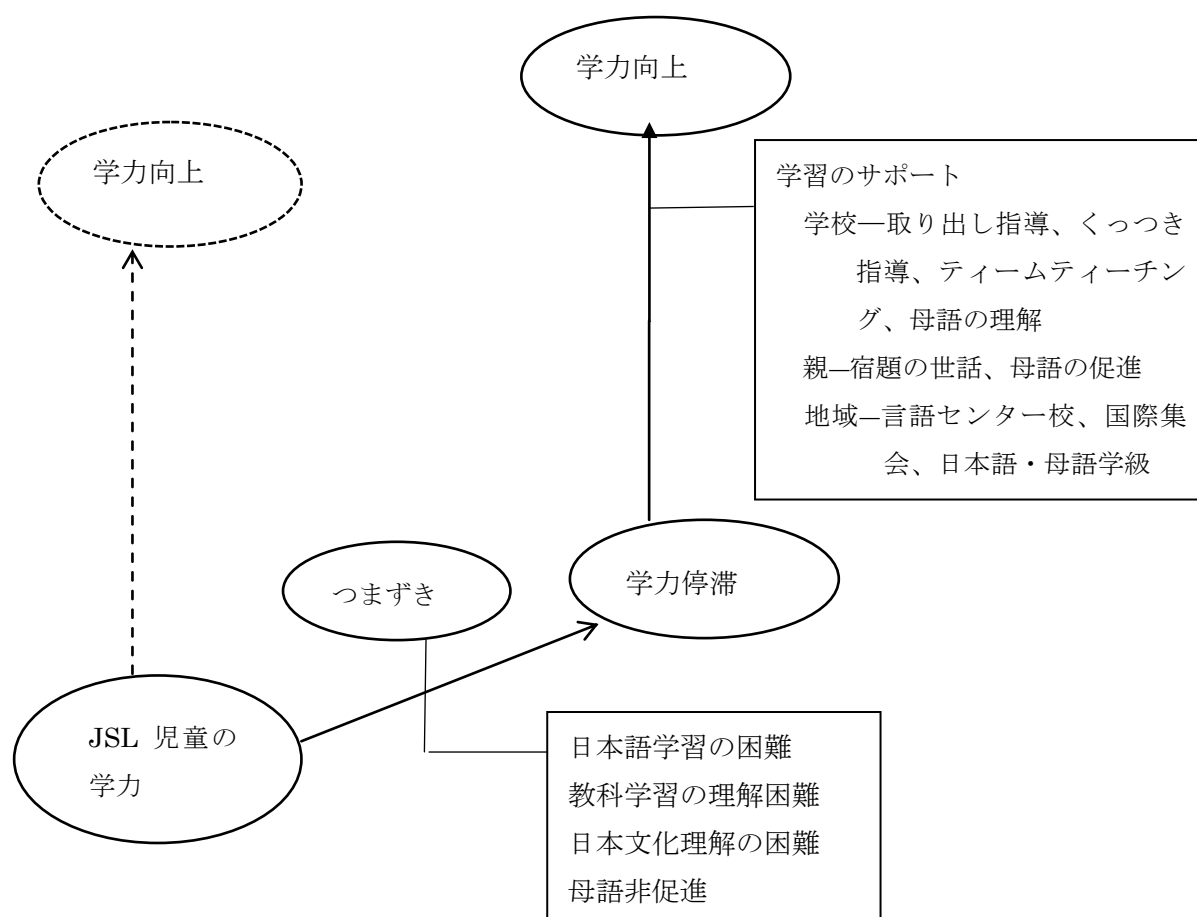 学力向上
学力向上
学習のサポート
学校―取り出し指導、くっつき
指導、ティームティーチン
グ、母語の理解
親―宿題の世話、母語の促進
地域―言語センター校、国際集
会、日本語・母語学級
つまずき
学力停滞
JSL 児童の
学力
日本語学習の困難
教科学習の理解困難
日本文化理解の困難
母語非促進